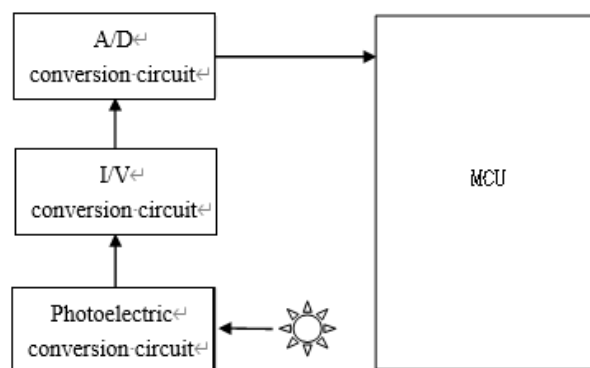 A/D↵
conversion·circuit↵
I/V↵
conversion·circuit↵
MCU
Photoelectric↵
conversion·circuit↵